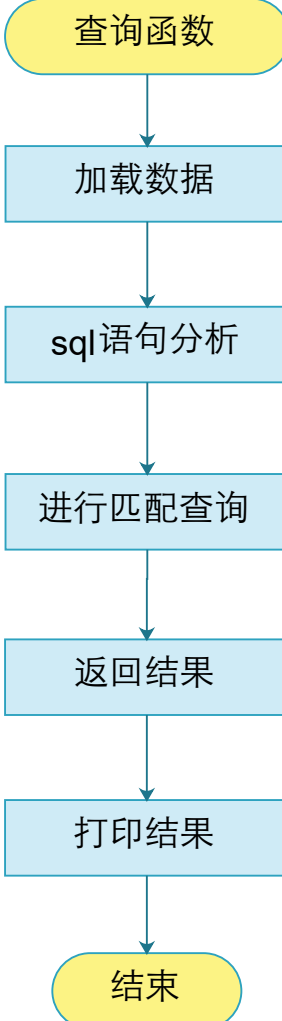 查询函数
加载数据
sql语句分析
进行匹配查询
返回结果
打印结果
结束